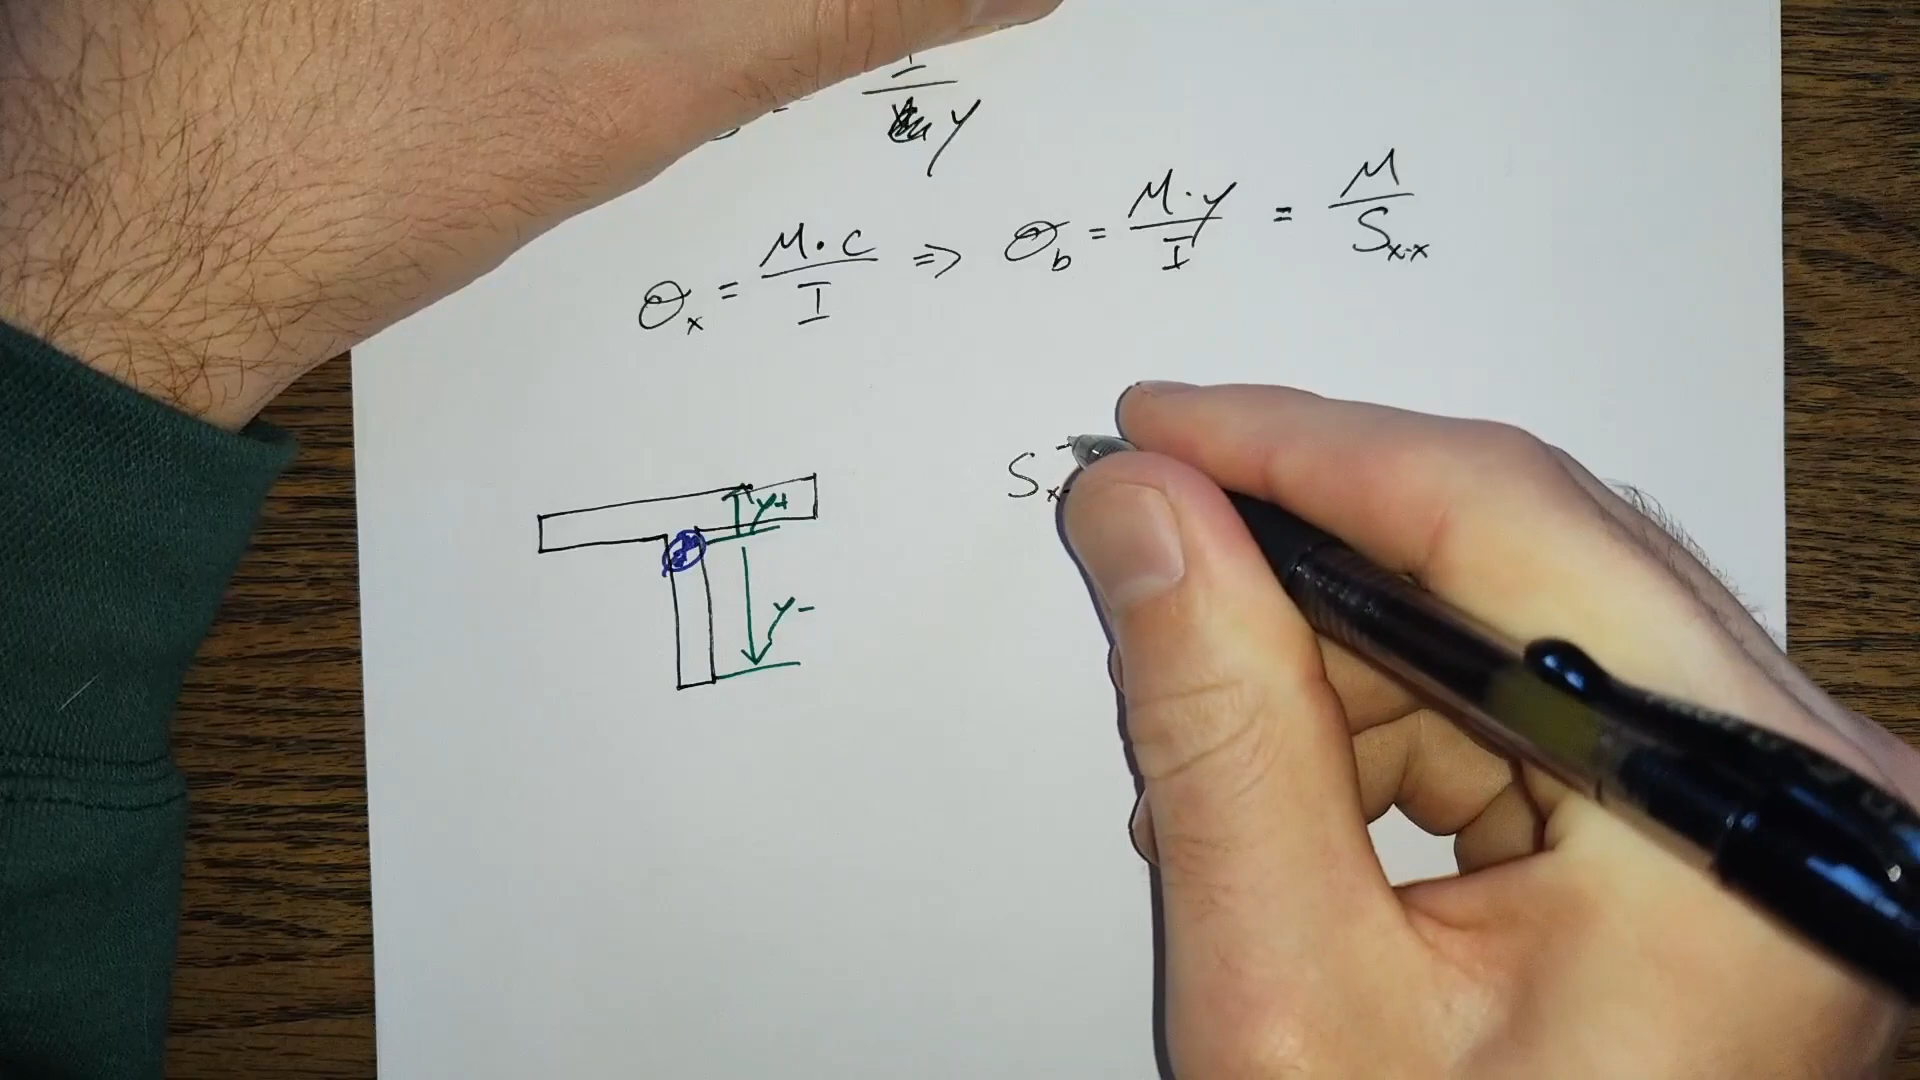 y
σx = M·c / I ⇒ σb = M·y / I = M / Sx-x
y+
Sx
y-